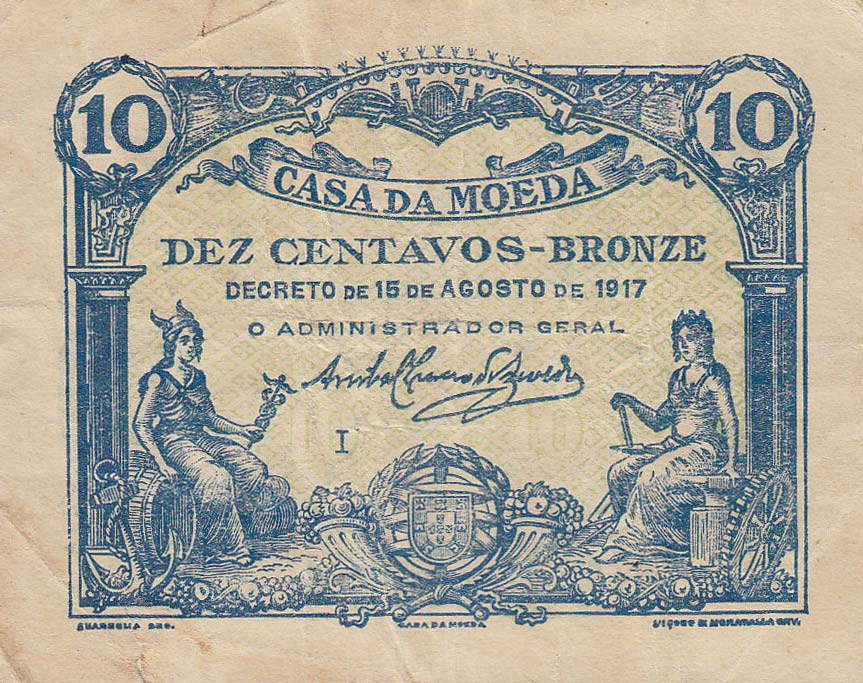 10 10
CASA DA MOEDA
DEZ CENTAVOS-BRONZE
DECRETO DE 15 DE AGOSTO DE 1917
O ADMINISTRADOR GERAL
I
10
CASA DA MOEDA